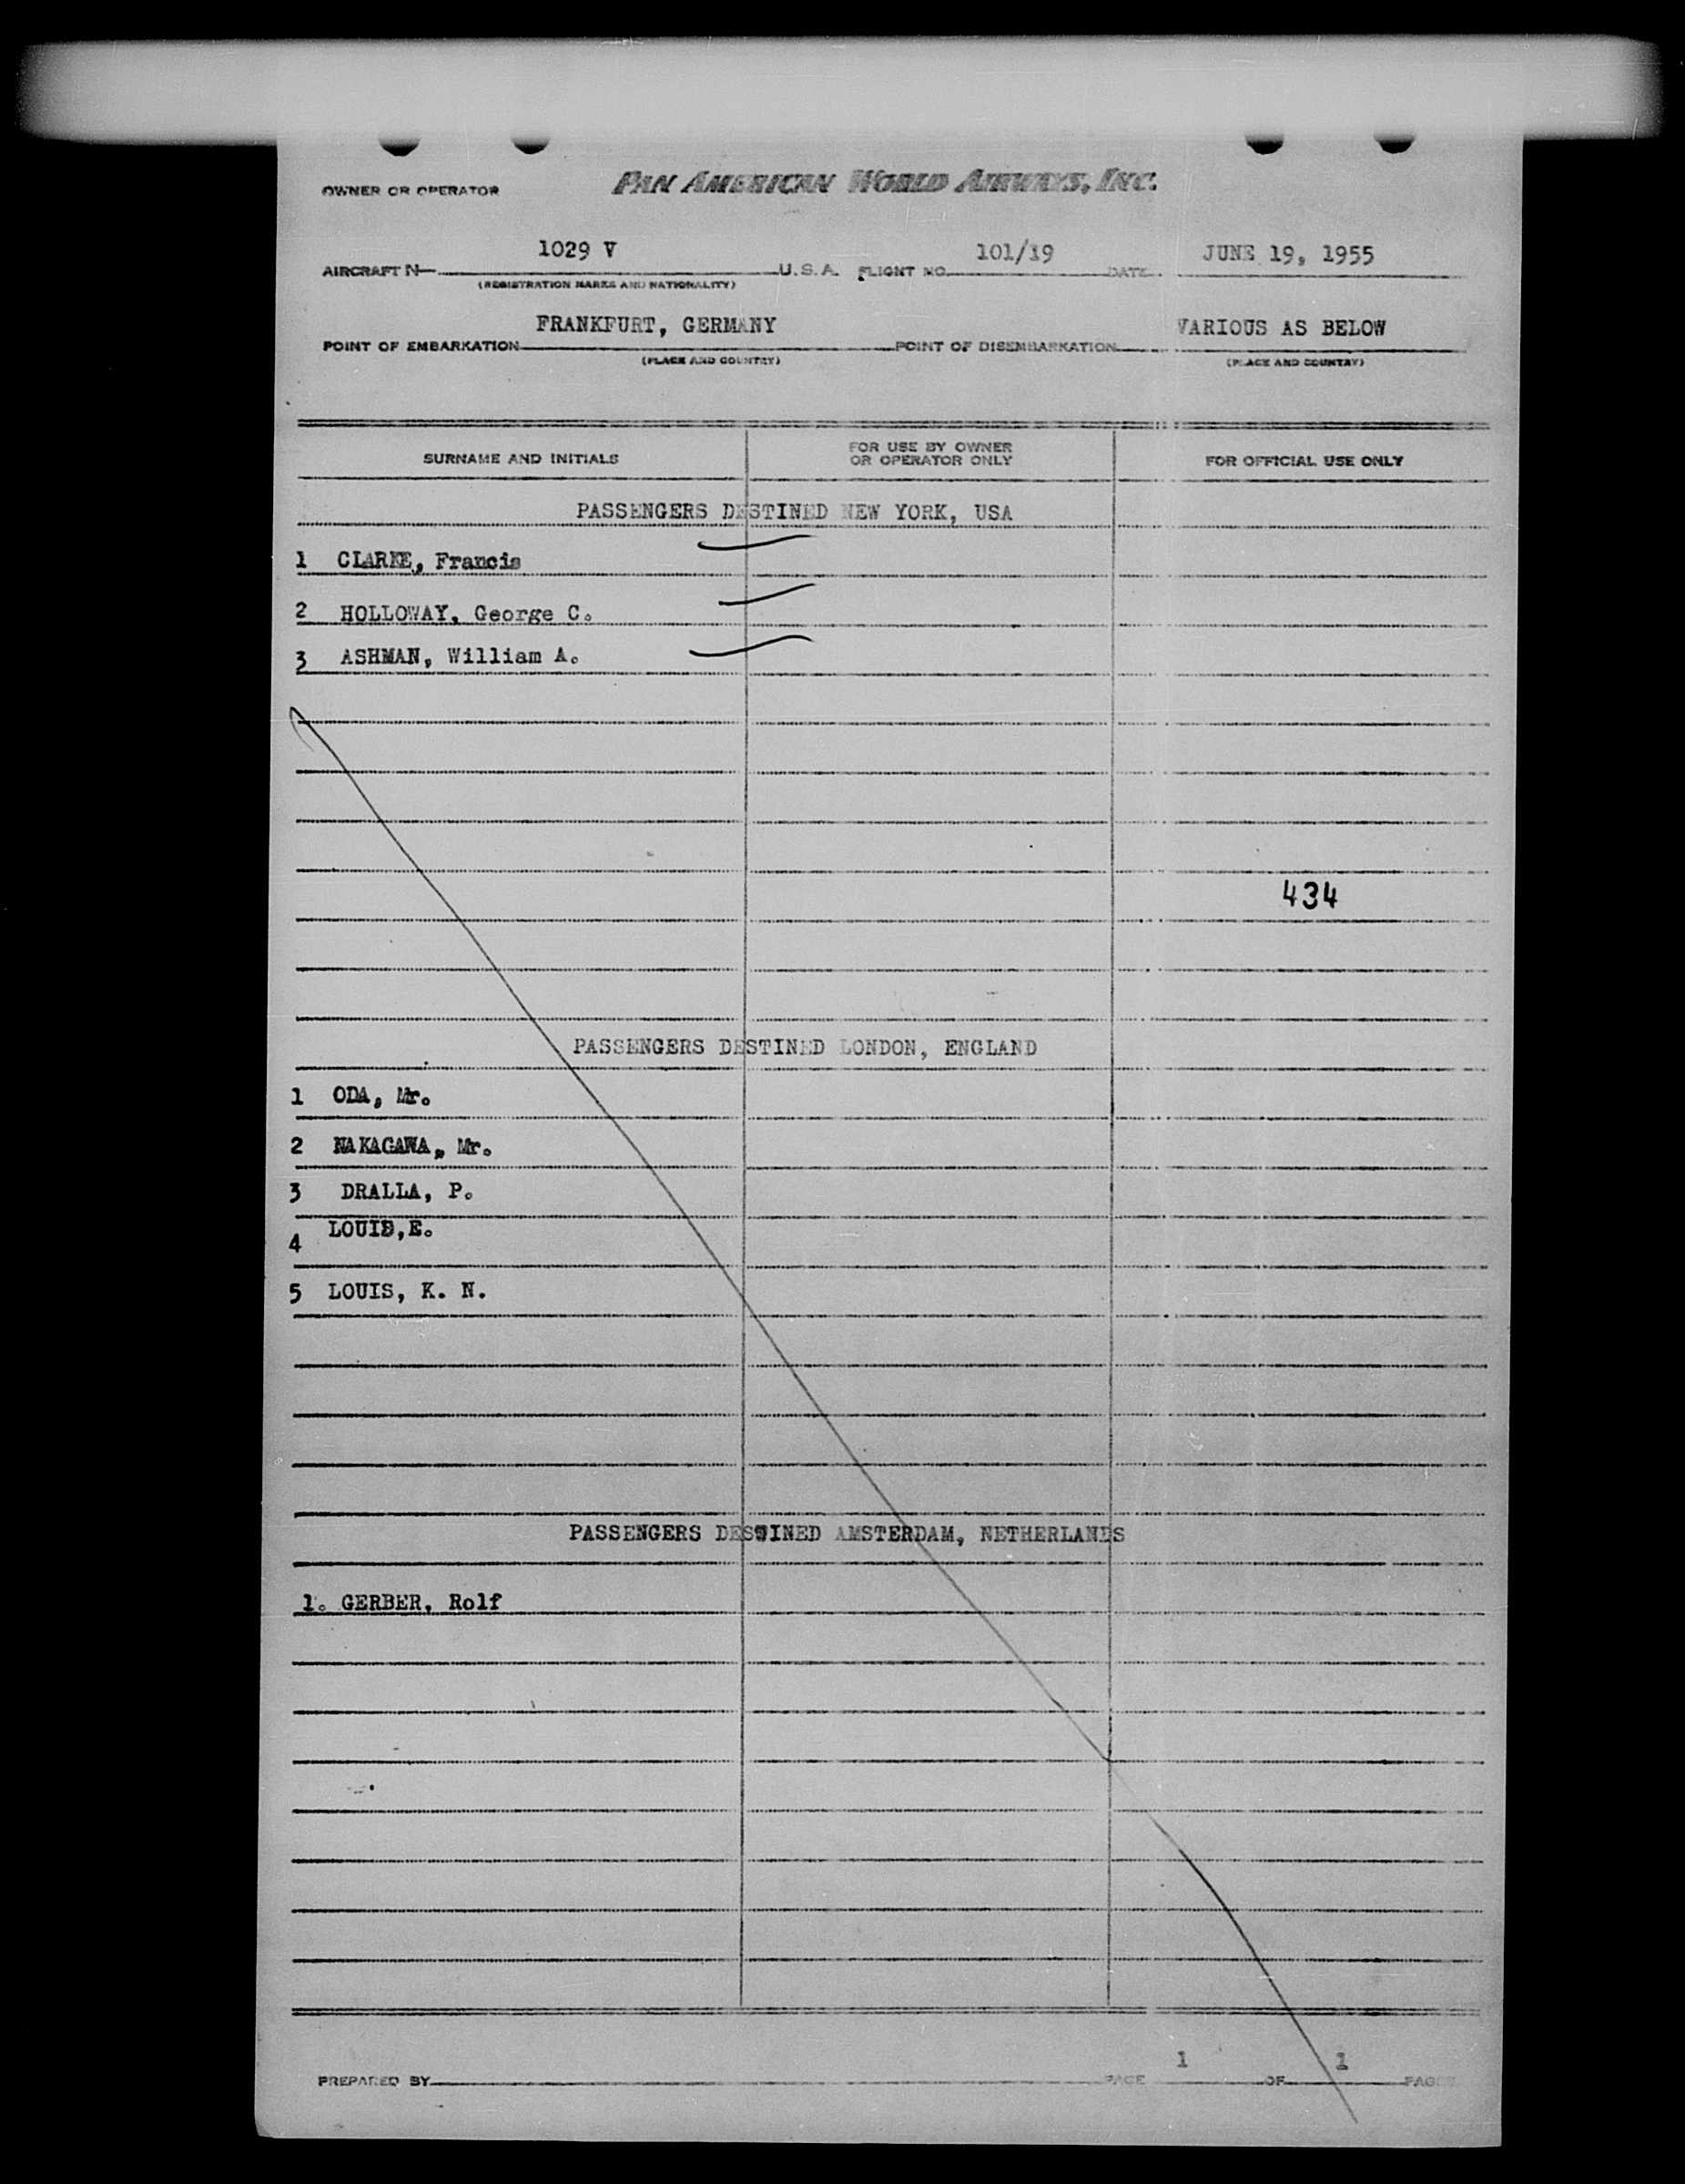 OWNER OR OPERATOR PAN AMERICAN WORLD AIRWAYS, INC.
1029 V 101/19 JUNE 19, 1955
AIRCRAFT N U.S.A. FLIGHT NO. DATE
(REGISTRATION MARKS AND NATIONALITY)
FRANKFURT, GERMANY VARIOUS AS BELOW
POINT OF EMBARKATION POINT OF DISEMBARKATION
(PLACE AND COUNTRY) (PLACE AND COUNTRY)
SURNAME AND INITIALS
FOR USE BY OWNER
OR OPERATOR ONLY
FOR OFFICIAL USE ONLY
PASSENGERS DESTINED NEW YORK, USA
1 CLARKE, Francis
2 HOLLOWAY, George C.
3 ASHMAN, William A.
434
PASSENGERS DESTINED LONDON, ENGLAND
1 ODA, Mr.
2 NAKAGAWA, Mr.
3 DRALLA, P.
4 LOUIS,E.
5 LOUIS, K. N.
PASSENGERS DESTINED AMSTERDAM, NETHERLANDS
1. GERBER, Rolf
PREPARED BY PAGE 1 OF 1 PAGES